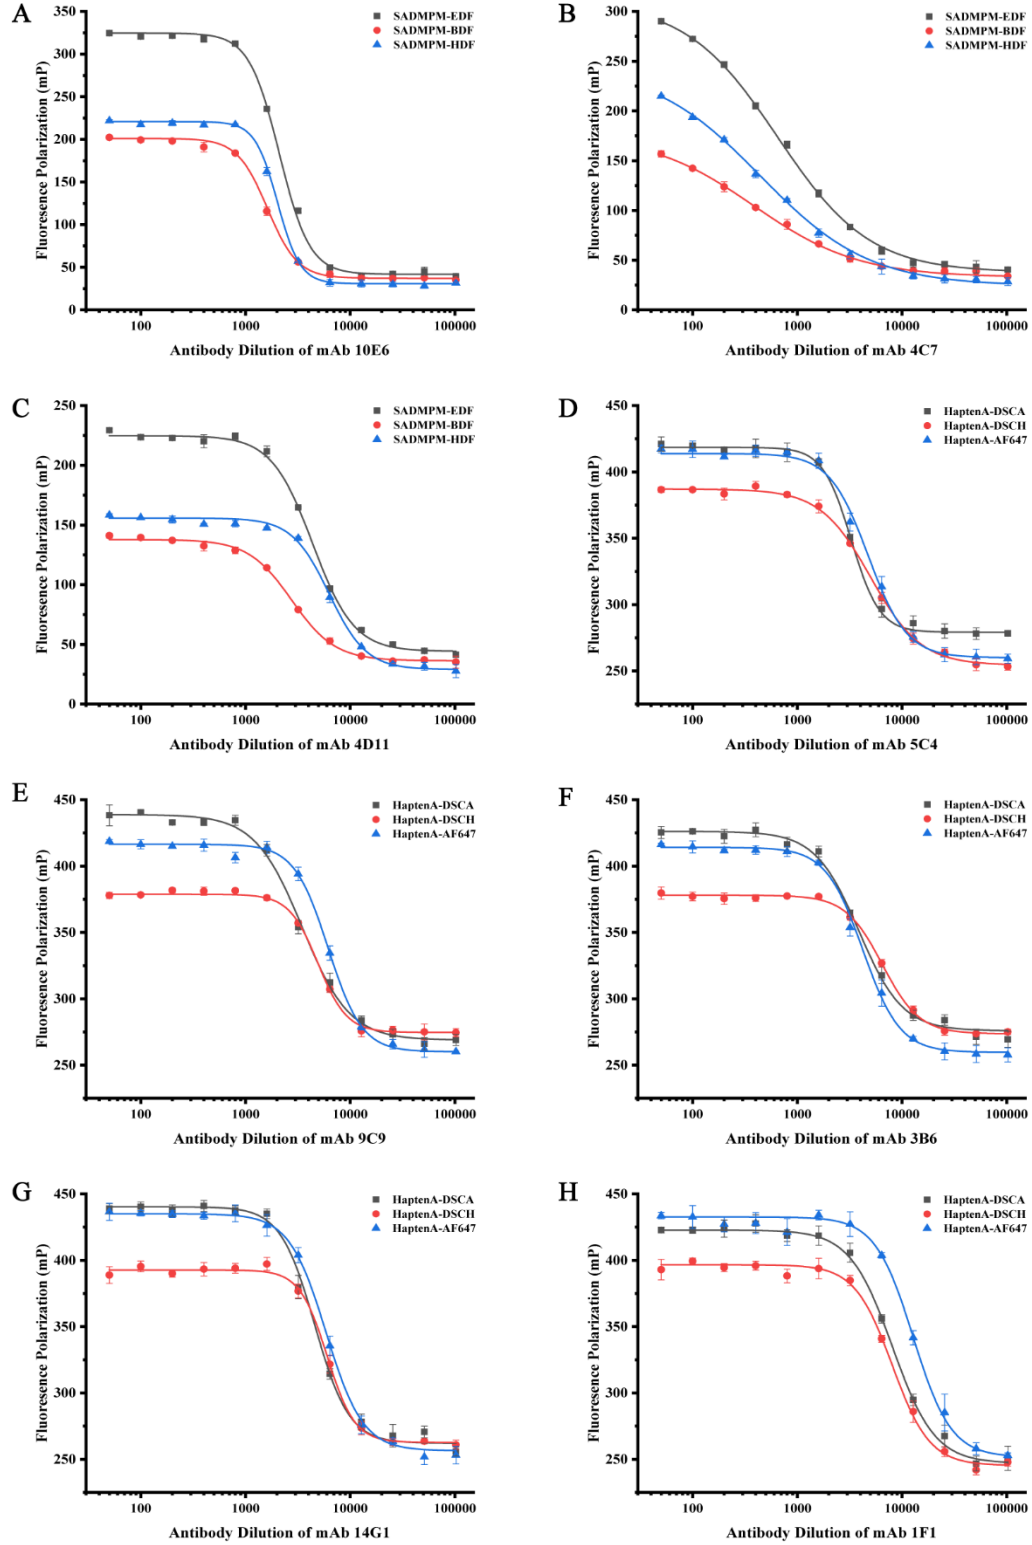 A
350
300
250
200
150
100
50
0
100
1000
10000
100000
Fluoresence Polarization (mP)
Antibody Dilution of mAb 10E6
SADMPM-EDF
SADMPM-BDF
SADMPM-HDF
B
300
250
200
150
100
50
0
100
1000
10000
100000
Fluoresence Polarization (mP)
Antibody Dilution of mAb 4C7
SADMPM-EDF
SADMPM-BDF
SADMPM-HDF
C
250
200
150
100
50
0
100
1000
10000
100000
Fluoresence Polarization (mP)
Antibody Dilution of mAb 4D11
SADMPM-EDF
SADMPM-BDF
SADMPM-HDF
D
450
400
350
300
250
100
1000
10000
100000
Fluoresence Polarization (mP)
Antibody Dilution of mAb 5C4
HaptenA-DSCA
HaptenA-DSCH
HaptenA-AF647
E
450
400
350
300
250
100
1000
10000
100000
Fluoresence Polarization (mP)
Antibody Dilution of mAb 9C9
HaptenA-DSCA
HaptenA-DSCH
HaptenA-AF647
F
450
400
350
300
250
100
1000
10000
100000
Fluoresence Polarization (mP)
Antibody Dilution of mAb 3B6
HaptenA-DSCA
HaptenA-DSCH
HaptenA-AF647
G
450
400
350
300
250
100
1000
10000
100000
Fluoresence Polarization (mP)
Antibody Dilution of mAb 14G1
HaptenA-DSCA
HaptenA-DSCH
HaptenA-AF647
H
450
400
350
300
250
100
1000
10000
100000
Fluoresence Polarization (mP)
Antibody Dilution of mAb 1F1
HaptenA-DSCA
HaptenA-DSCH
HaptenA-AF647